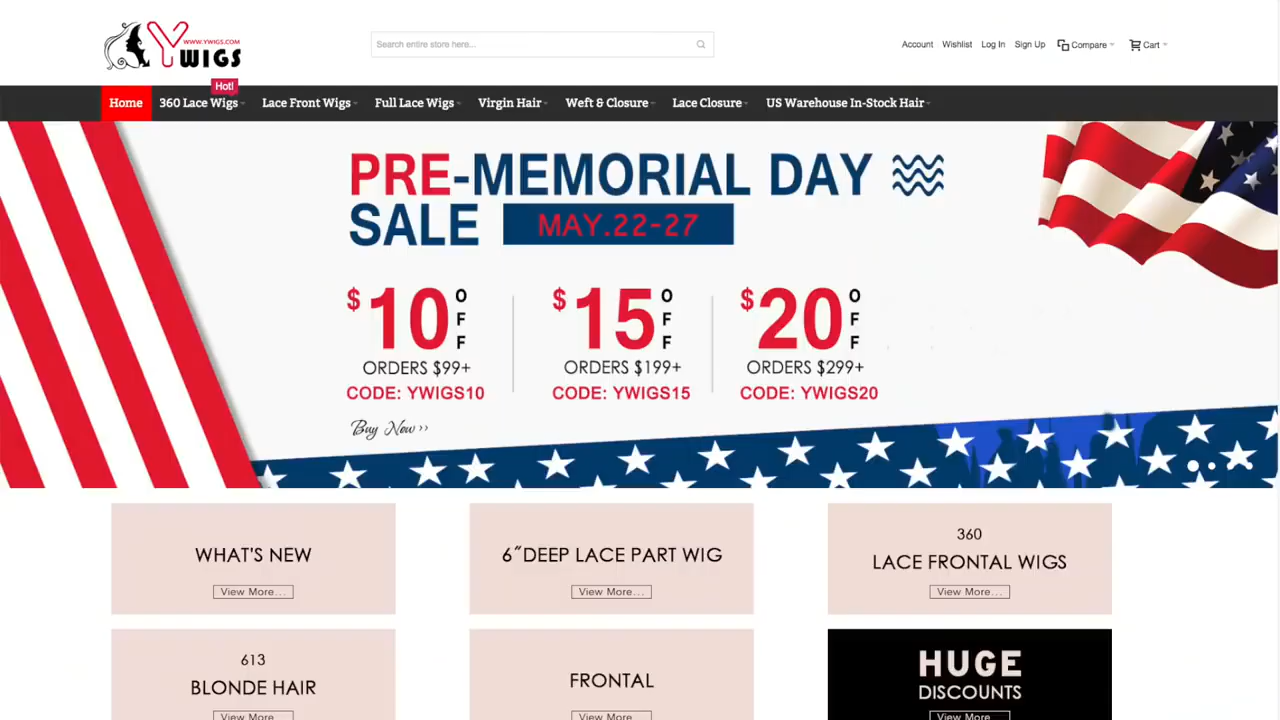 WWW.YWIGS.COM
YWIGS
Search entire store here...
Account Wishlist Log In Sign Up Compare Cart
Hot!
Home 360 Lace Wigs Lace Front Wigs Full Lace Wigs Virgin Hair Weft & Closure Lace Closure US Warehouse In-Stock Hair
PRE-MEMORIAL DAY
SALE MAY.22-27
$10 OFF $15 OFF $20 OFF
ORDERS $99+ ORDERS $199+ ORDERS $299+
CODE: YWIGS10 CODE: YWIGS15 CODE: YWIGS20
Buy Now >>
WHAT'S NEW
View More...
6″DEEP LACE PART WIG
View More...
360
LACE FRONTAL WIGS
View More...
613
BLONDE HAIR
View More...
FRONTAL
View More...
HUGE
DISCOUNTS
View More...